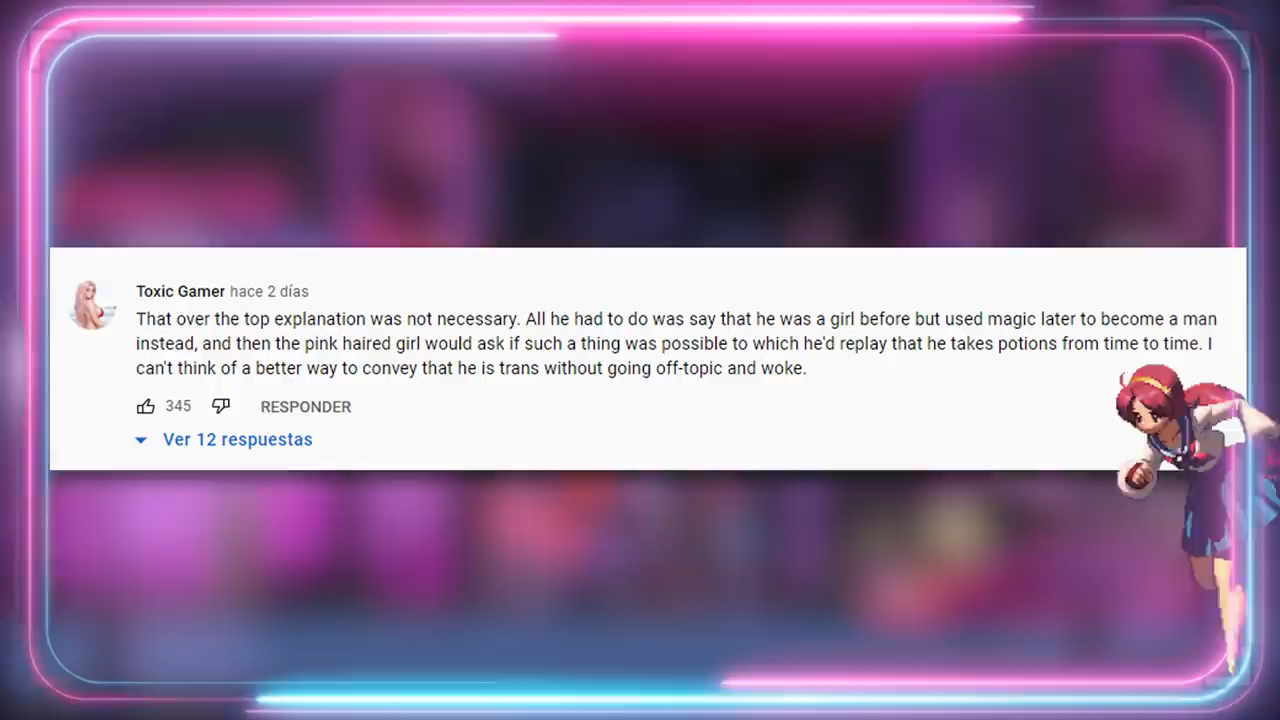 Toxic Gamer hace 2 días
That over the top explanation was not necessary. All he had to do was say that he was a girl before but used magic later to become a man
instead, and then the pink haired girl would ask if such a thing was possible to which he'd replay that he takes potions from time to time. I
can't think of a better way to convey that he is trans without going off-topic and woke.
345 RESPONDER
Ver 12 respuestas